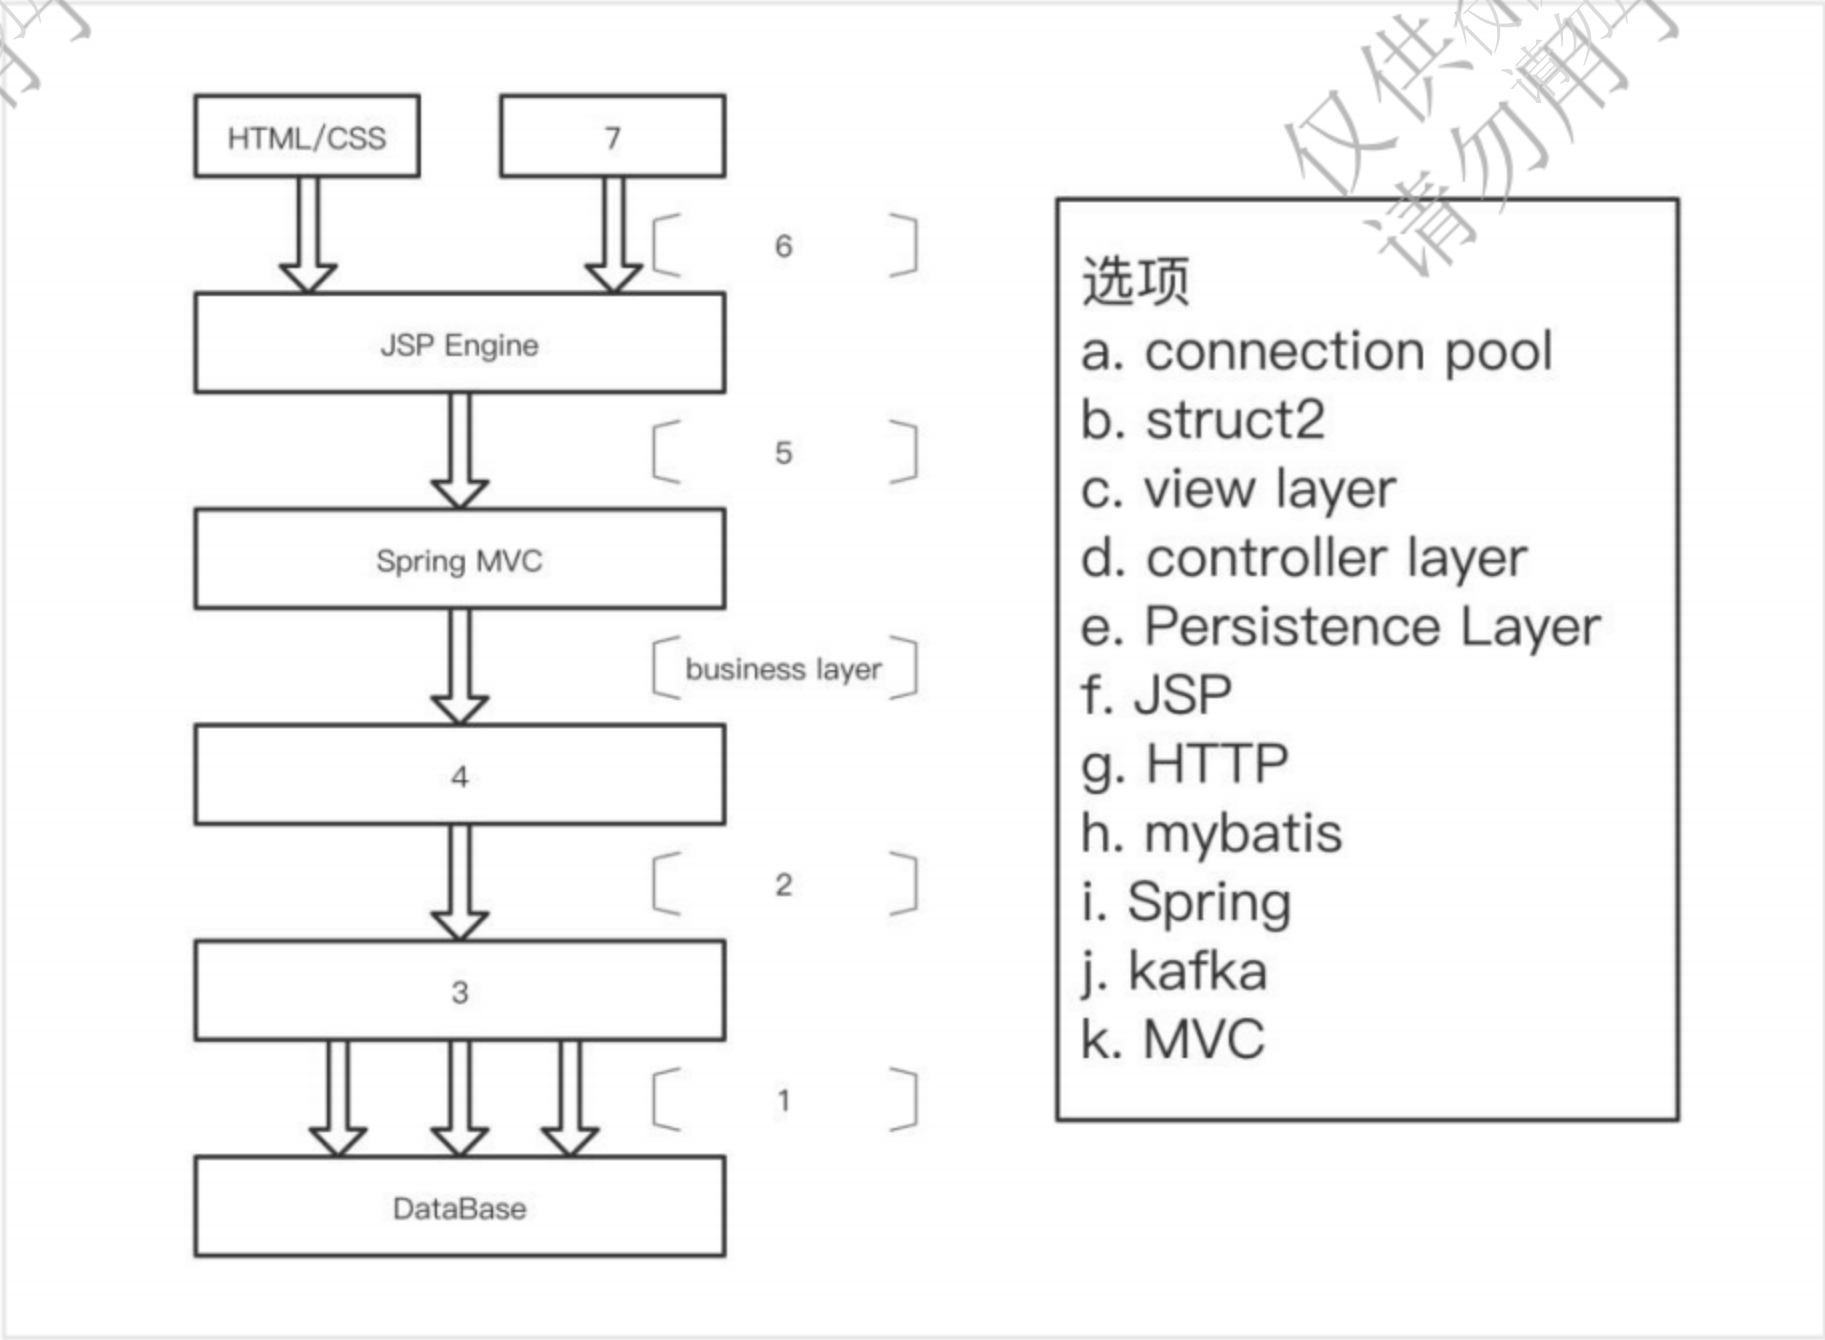 HTML/CSS
7
6
JSP Engine
5
Spring MVC
business layer
4
2
3
1
DataBase
选项
a. connection pool
b. struct2
c. view layer
d. controller layer
e. Persistence Layer
f. JSP
g. HTTP
h. mybatis
i. Spring
j. kafka
k. MVC
仅供
请勿用